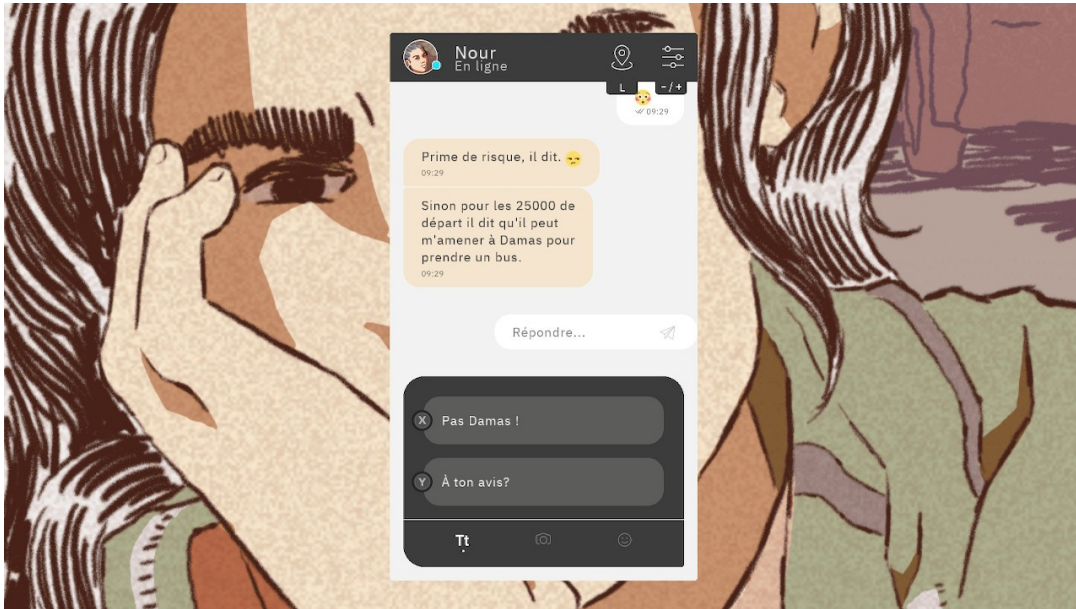 Nour
En ligne
L
- / +
09:29
Prime de risque, il dit.
09:29
Sinon pour les 25000 de
départ il dit qu'il peut
m'amener à Damas pour
prendre un bus.
09:29
Répondre...
X Pas Damas !
Y À ton avis?
Tt